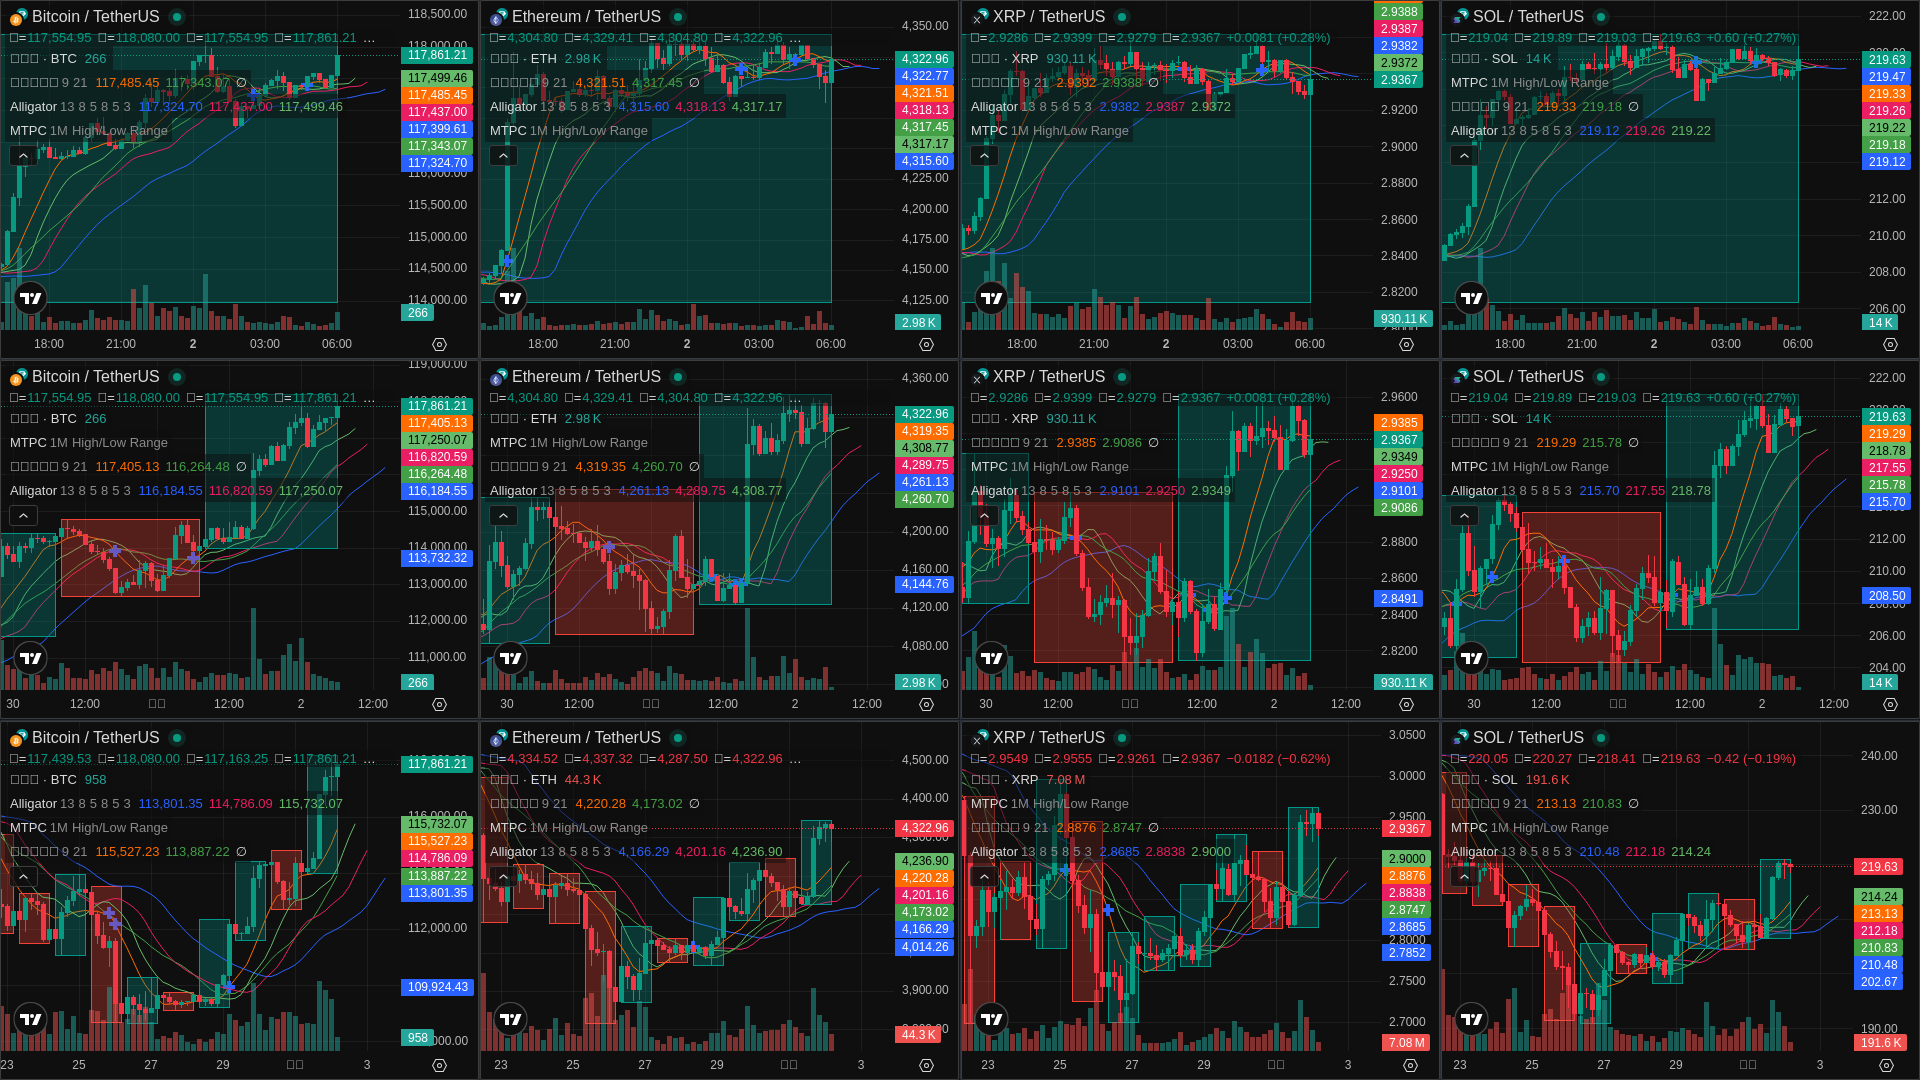 Bitcoin / TetherUS
□=117,554.95 □=118,080.00 □=117,554.95 □=117,861.21 ...
□□□ · BTC 266
□□□□□ 9 21 117,485.45 117,343.07 ∅
Alligator 13 8 5 8 5 3 117,324.70 117,437.00 117,499.46
MTPC 1M High/Low Range
118,500.00
118,000.00
117,861.21
117,499.46
117,485.45
117,437.00
117,399.61
117,343.07
117,324.70
116,000.00
115,500.00
115,000.00
114,500.00
114,000.00
266
18:00 21:00 2 03:00 06:00
Ethereum / TetherUS
□=4,304.80 □=4,329.41 □=4,304.80 □=4,322.96 ...
□□□ · ETH 2.98 K
□□□□□ 9 21 4,321.51 4,317.45 ∅
Alligator 13 8 5 8 5 3 4,315.60 4,318.13 4,317.17
MTPC 1M High/Low Range
4,350.00
4,322.96
4,322.77
4,321.51
4,318.13
4,317.45
4,317.17
4,315.60
4,225.00
4,200.00
4,175.00
4,150.00
4,125.00
2.98 K
18:00 21:00 2 03:00 06:00
XRP / TetherUS
□=2.9286 □=2.9399 □=2.9279 □=2.9367 +0.0081 (+0.28%)
□□□ · XRP 930.11 K
□□□□□ 9 21 2.9392 2.9388 ∅
Alligator 13 8 5 8 5 3 2.9382 2.9387 2.9372
MTPC 1M High/Low Range
2.9388
2.9387
2.9382
2.9372
2.9367
2.9200
2.9000
2.8800
2.8600
2.8400
2.8200
930.11 K
18:00 21:00 2 03:00 06:00
SOL / TetherUS
□=219.04 □=219.89 □=219.03 □=219.63 +0.60 (+0.27%)
□□□ · SOL 14 K
MTPC 1M High/Low Range
□□□□□ 9 21 219.33 219.18 ∅
Alligator 13 8 5 8 5 3 219.12 219.26 219.22
222.00
219.63
219.47
219.33
219.26
219.22
219.18
219.12
212.00
210.00
208.00
206.00
14 K
18:00 21:00 2 03:00 06:00
Bitcoin / TetherUS
□=117,554.95 □=118,080.00 □=117,554.95 □=117,861.21 ...
□□□ · BTC 266
MTPC 1M High/Low Range
□□□□□ 9 21 117,405.13 116,264.48 ∅
Alligator 13 8 5 8 5 3 116,184.55 116,820.59 117,250.07
119,000.00
117,861.21
117,405.13
117,250.07
116,820.59
116,264.48
116,184.55
115,000.00
114,000.00
113,732.32
113,000.00
112,000.00
111,000.00
266
30 12:00 □□ 12:00 2 12:00
Ethereum / TetherUS
□=4,304.80 □=4,329.41 □=4,304.80 □=4,322.96 ...
□□□ · ETH 2.98 K
MTPC 1M High/Low Range
□□□□□ 9 21 4,319.35 4,260.70 ∅
Alligator 13 8 5 8 5 3 4,261.13 4,289.75 4,308.77
4,360.00
4,322.96
4,319.35
4,308.77
4,289.75
4,261.13
4,260.70
4,200.00
4,160.00
4,144.76
4,120.00
4,080.00
2.98 K
30 12:00 □□ 12:00 2 12:00
XRP / TetherUS
□=2.9286 □=2.9399 □=2.9279 □=2.9367 +0.0081 (+0.28%)
□□□ · XRP 930.11 K
□□□□□ 9 21 2.9385 2.9086 ∅
MTPC 1M High/Low Range
Alligator 13 8 5 8 5 3 2.9101 2.9250 2.9349
2.9600
2.9385
2.9367
2.9349
2.9250
2.9101
2.9086
2.8800
2.8600
2.8491
2.8400
2.8200
930.11 K
30 12:00 □□ 12:00 2 12:00
SOL / TetherUS
□=219.04 □=219.89 □=219.03 □=219.63 +0.60 (+0.27%)
□□□ · SOL 14 K
□□□□□ 9 21 219.29 215.78 ∅
MTPC 1M High/Low Range
Alligator 13 8 5 8 5 3 215.70 217.55 218.78
222.00
219.63
219.29
218.78
217.55
215.78
215.70
212.00
210.00
208.50
208.00
206.00
204.00
14 K
30 12:00 □□ 12:00 2 12:00
Bitcoin / TetherUS
□=117,439.53 □=118,080.00 □=117,163.25 □=117,861.21 ...
□□□ · BTC 958
Alligator 13 8 5 8 5 3 113,801.35 114,786.09 115,732.07
MTPC 1M High/Low Range
□□□□□ 9 21 115,527.23 113,887.22 ∅
117,861.21
116,000.00
115,732.07
115,527.23
114,786.09
113,887.22
113,801.35
112,000.00
109,924.43
958
23 25 27 29 □□ 3
Ethereum / TetherUS
□=4,334.52 □=4,337.32 □=4,287.50 □=4,322.96 ...
□□□ · ETH 44.3 K
□□□□□ 9 21 4,220.28 4,173.02 ∅
MTPC 1M High/Low Range
Alligator 13 8 5 8 5 3 4,166.29 4,201.16 4,236.90
4,500.00
4,400.00
4,322.96
4,300.00
4,236.90
4,220.28
4,201.16
4,173.02
4,166.29
4,014.26
3,900.00
44.3 K
23 25 27 29 □□ 3
XRP / TetherUS
□=2.9549 □=2.9555 □=2.9261 □=2.9367 −0.0182 (−0.62%)
□□□ · XRP 7.08 M
MTPC 1M High/Low Range
□□□□□ 9 21 2.8876 2.8747 ∅
Alligator 13 8 5 8 5 3 2.8685 2.8838 2.9000
3.0500
3.0000
2.9500
2.9367
2.9000
2.8876
2.8838
2.8747
2.8685
2.8000
2.7852
2.7500
2.7000
7.08 M
23 25 27 29 □□ 3
SOL / TetherUS
□=220.05 □=220.27 □=218.41 □=219.63 −0.42 (−0.19%)
□□□ · SOL 191.6 K
□□□□□ 9 21 213.13 210.83 ∅
MTPC 1M High/Low Range
Alligator 13 8 5 8 5 3 210.48 212.18 214.24
240.00
230.00
219.63
214.24
213.13
212.18
210.83
210.48
202.67
190.00
191.6 K
23 25 27 29 □□ 3